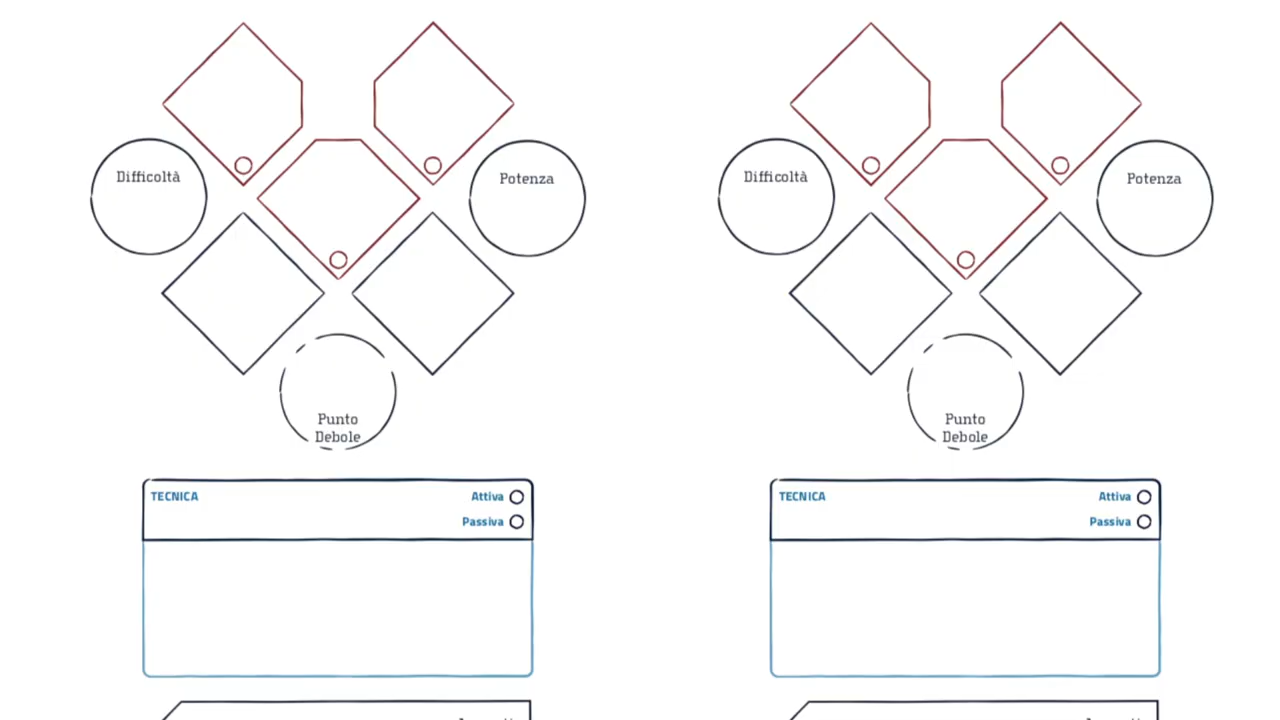 Difficoltà
Potenza
Punto
Debole
TECNICA
Attiva
Passiva
Difficoltà
Potenza
Punto
Debole
TECNICA
Attiva
Passiva